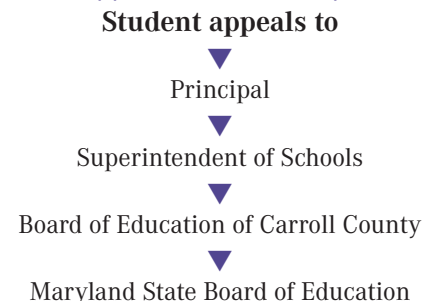 Student appeals to
Principal
Superintendent of Schools
Board of Education of Carroll County
Maryland State Board of Education